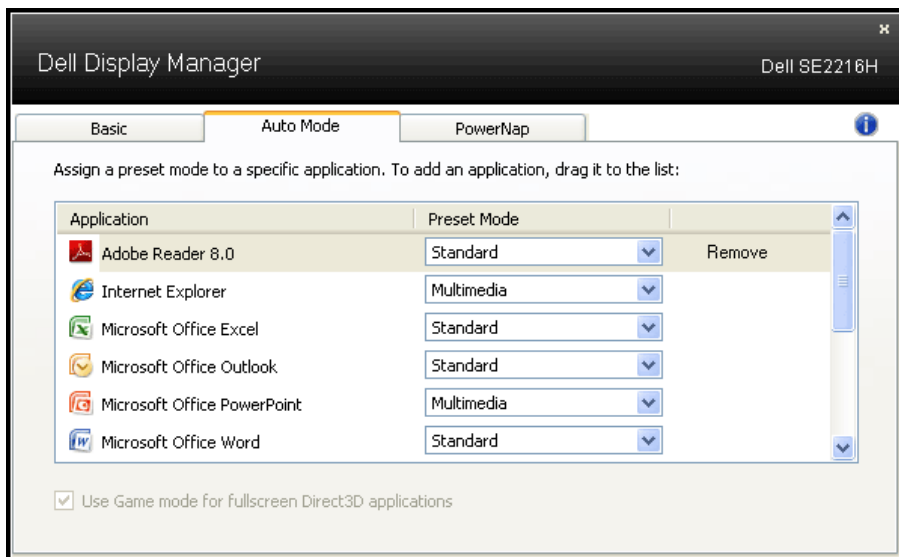 x
Dell Display Manager
Dell SE2216H
Basic
Auto Mode
PowerNap
i
Assign a preset mode to a specific application. To add an application, drag it to the list:
Application Preset Mode
Adobe Reader 8.0 Standard Remove
Internet Explorer Multimedia
Microsoft Office Excel Standard
Microsoft Office Outlook Standard
Microsoft Office PowerPoint Multimedia
Microsoft Office Word Standard
Use Game mode for fullscreen Direct3D applications